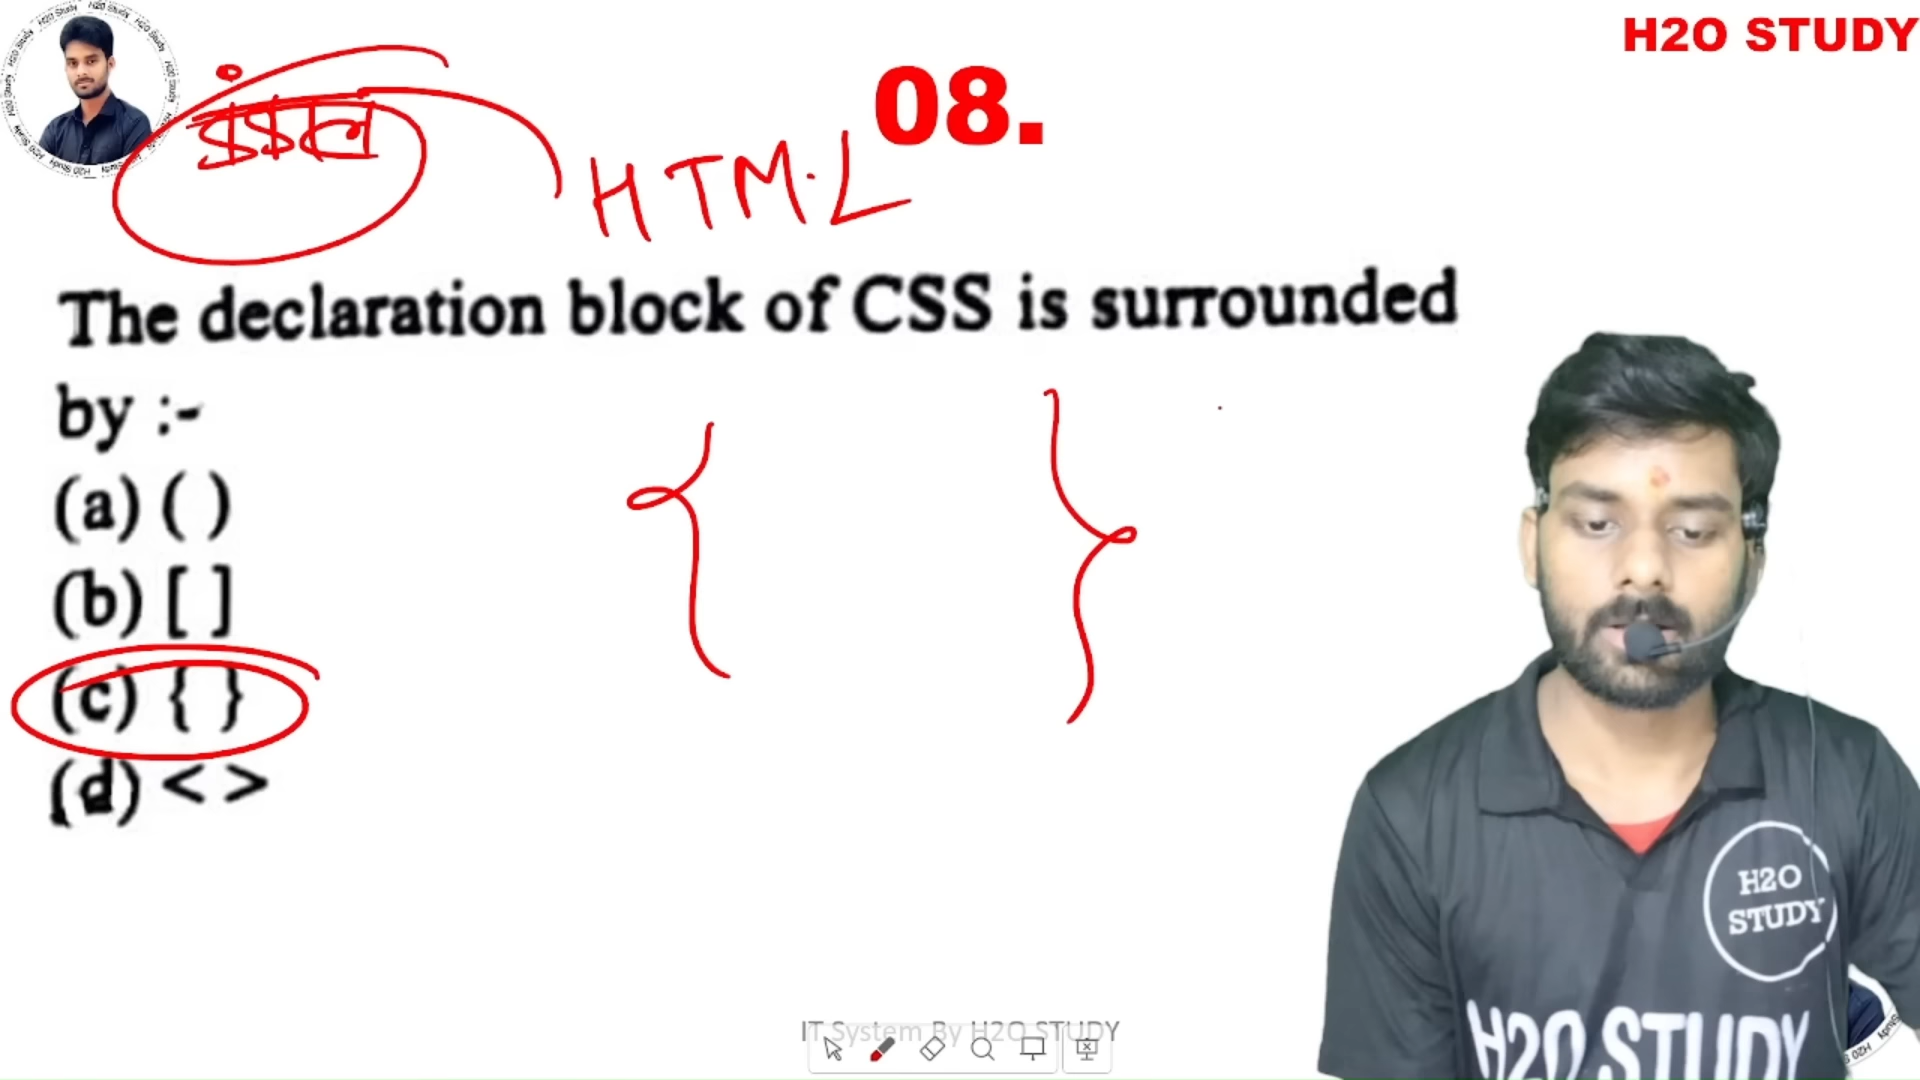 H2O STUDY
08.
HTML
The declaration block of CSS is surrounded
by :-
(a) ( )
(b) [ ]
(c) { }
(d) < >
{ }
H2O
STUDY
H2O STUDY
IT System By H2O STUDY